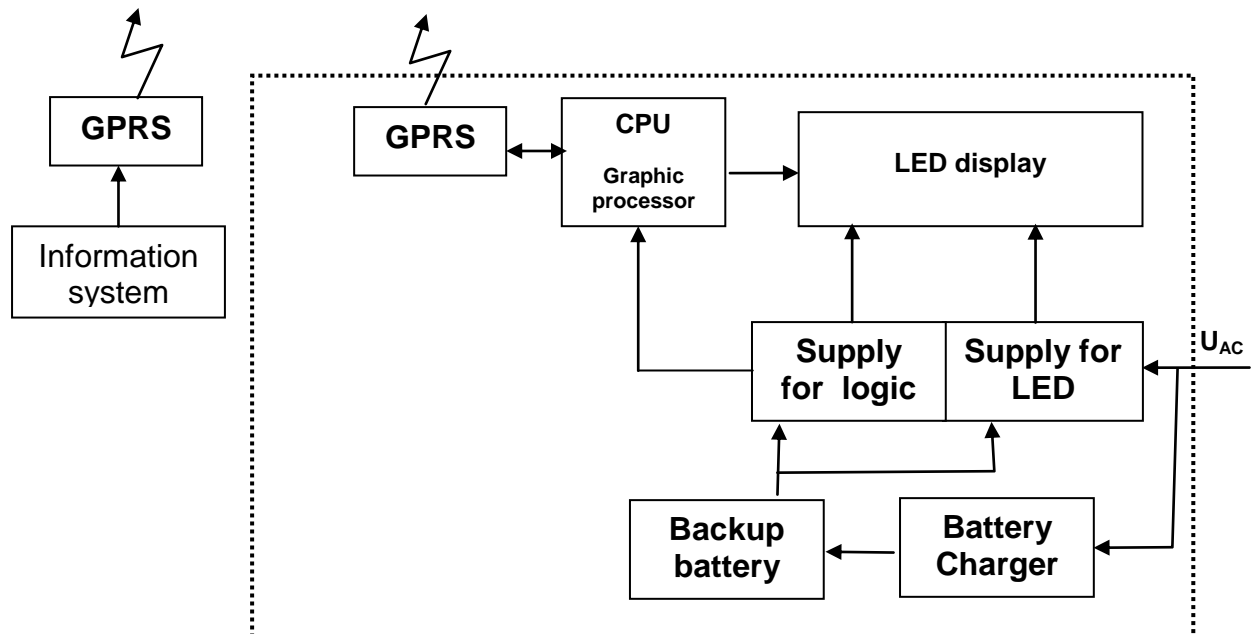 GPRS
Information
system
GPRS
CPU
Graphic
processor
LED display
Supply
for logic
Supply for
LED
U_AC
Backup
battery
Battery
Charger